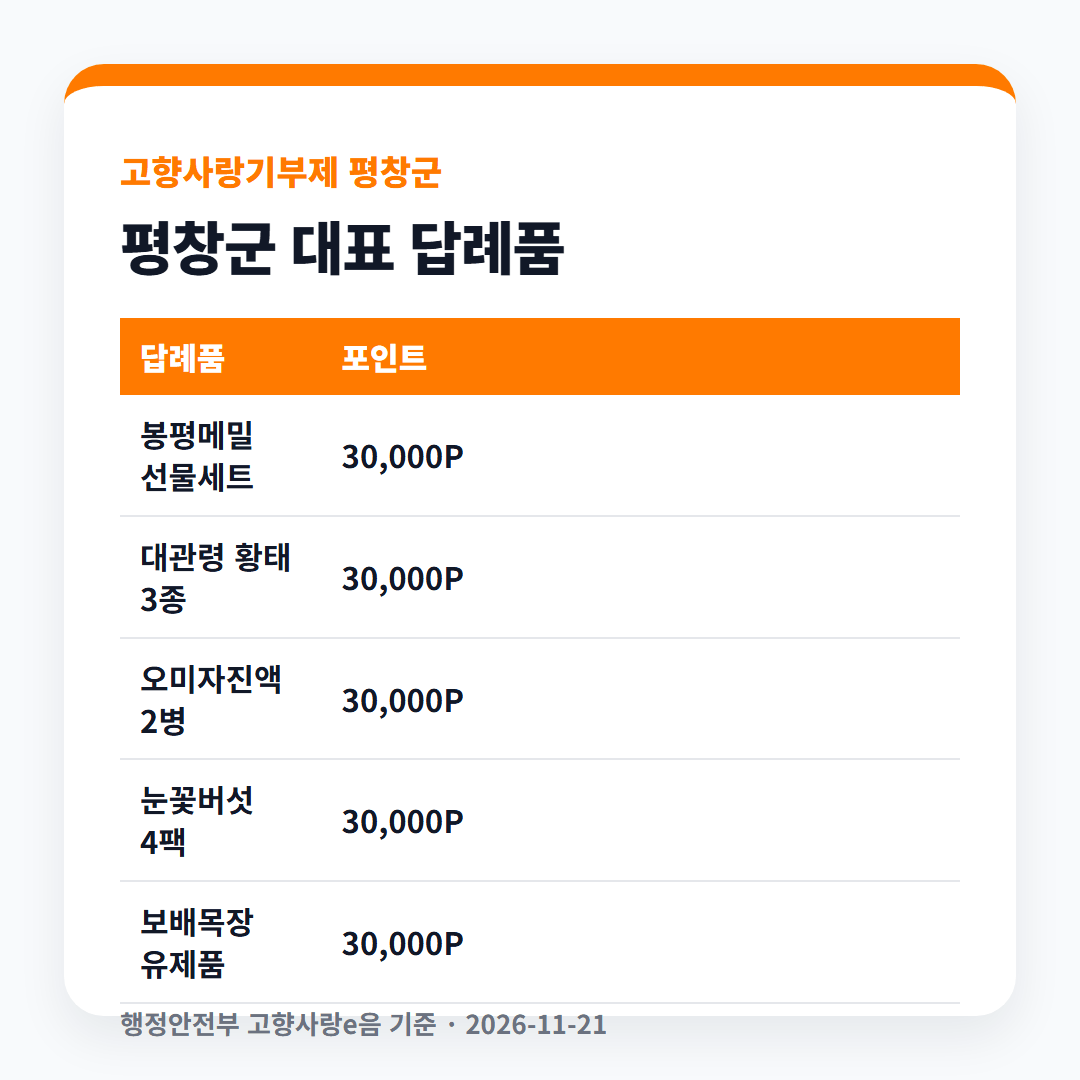 고향사랑기부제 평창군
평창군 대표 답례품
답례품 포인트
봉평메밀
선물세트
30,000P
대관령 황태
3종
30,000P
오미자진액
2병
30,000P
눈꽃버섯
4팩
30,000P
보배목장
유제품
30,000P
행정안전부 고향사랑e음 기준 · 2026-11-21